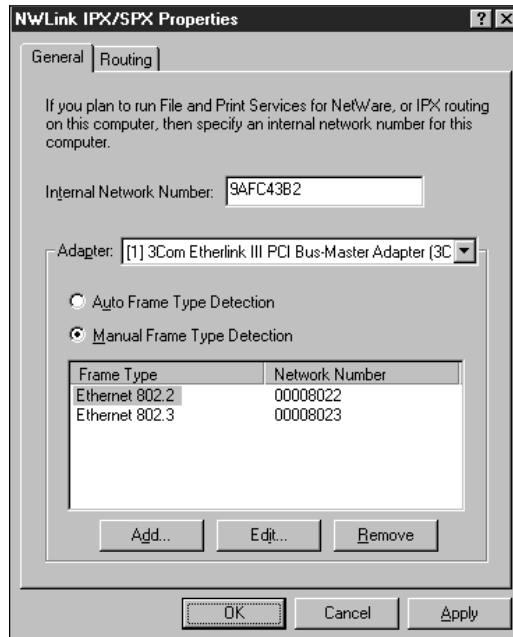 NWLink IPX/SPX Properties
General Routing
If you plan to run File and Print Services for NetWare, or IPX routing
on this computer, then specify an internal network number for this
computer.
Internal Network Number: 9AFC43B2
Adapter: [1] 3Com Etherlink III PCI Bus-Master Adapter (3C
Auto Frame Type Detection
Manual Frame Type Detection
Frame Type Network Number
Ethernet 802.2 00008022
Ethernet 802.3 00008023
Add... Edit... Remove
OK Cancel Apply